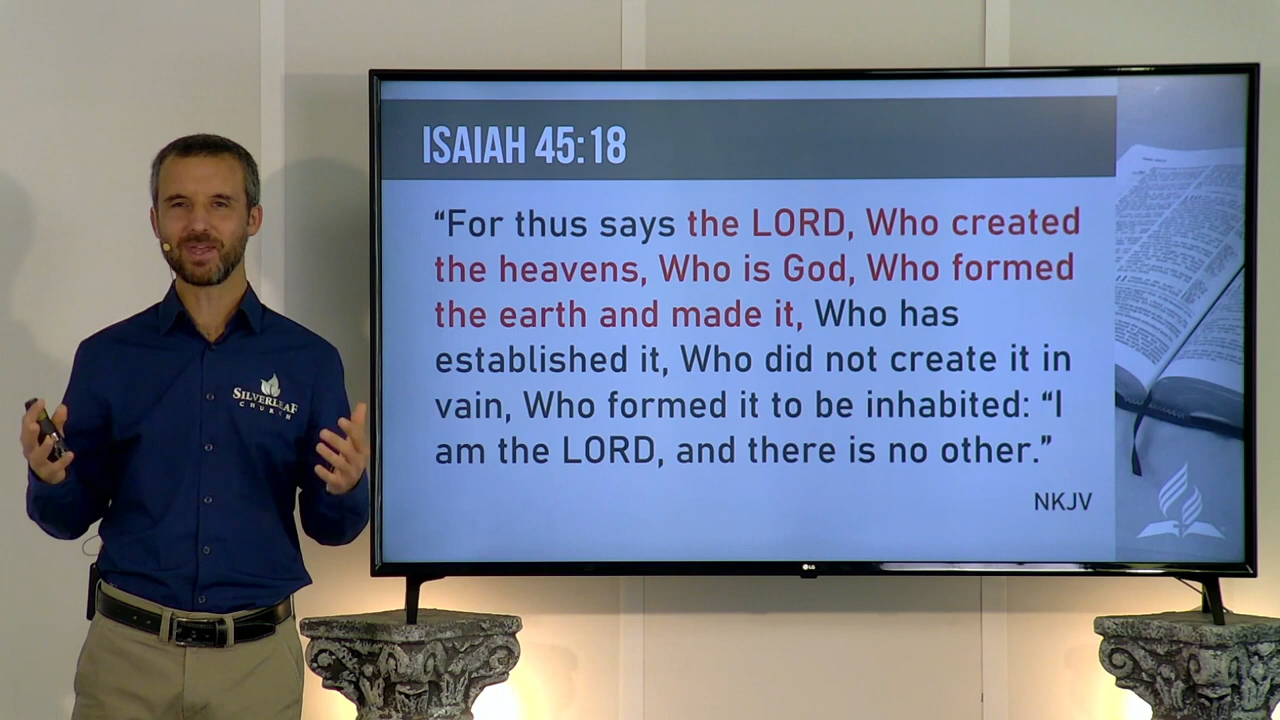 ISAIAH 45:18
“For thus says the LORD, Who created
the heavens, Who is God, Who formed
the earth and made it, Who has
established it, Who did not create it in
vain, Who formed it to be inhabited: “I
am the LORD, and there is no other.”
NKJV
SILVERLEAF
CHURCH
LG